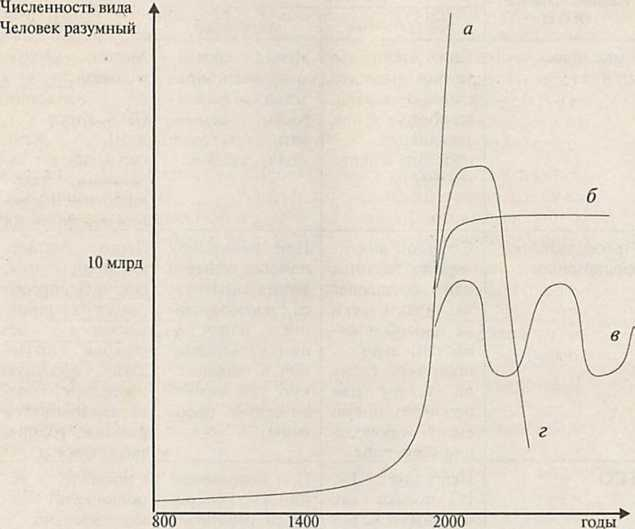 Численность вида
Человек разумный
а
б
10 млрд
в
г
800
1400
2000
годы